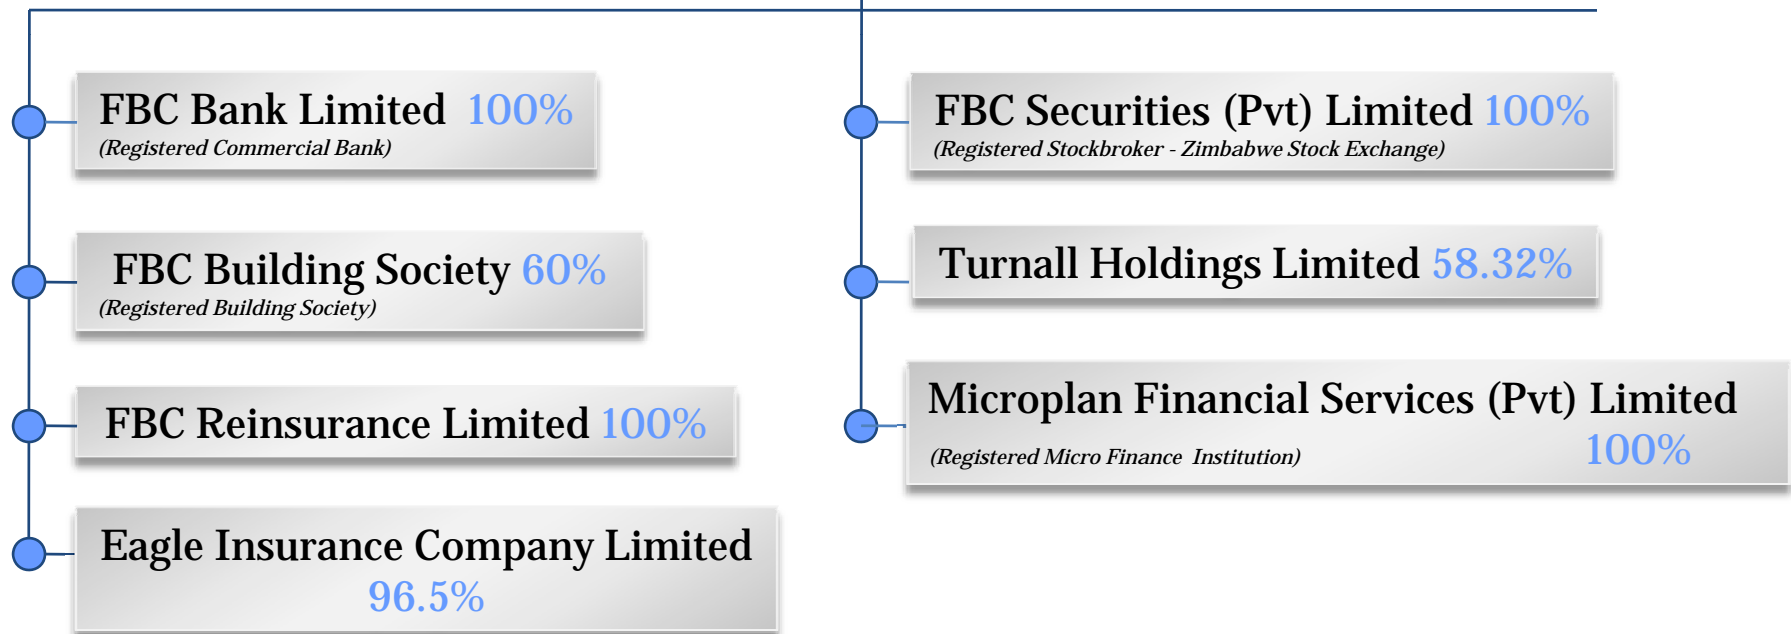 FBC Bank Limited 100%
(Registered Commercial Bank)
FBC Building Society 60%
(Registered Building Society)
FBC Reinsurance Limited 100%
Eagle Insurance Company Limited
96.5%
FBC Securities (Pvt) Limited 100%
(Registered Stockbroker - Zimbabwe Stock Exchange)
Turnall Holdings Limited 58.32%
Microplan Financial Services (Pvt) Limited
(Registered Micro Finance Institution) 100%